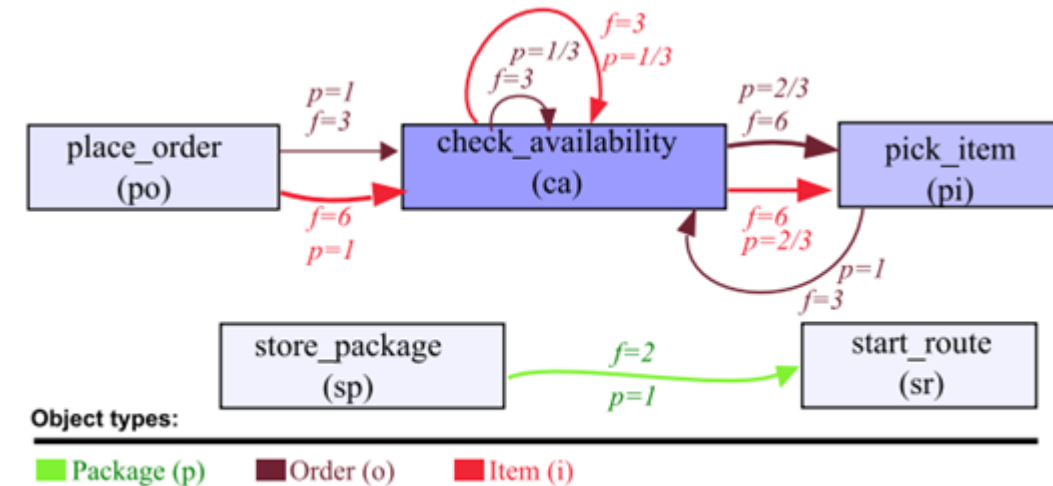 f=3
p=1/3
p=1/3
f=3
p=1
f=3
p=2/3
f=6
place_order
(po)
check_availability
(ca)
pick_item
(pi)
f=6
p=1
f=6
p=2/3
p=1
f=3
store_package
(sp)
f=2
p=1
start_route
(sr)
Object types:
Package (p) Order (o) Item (i)